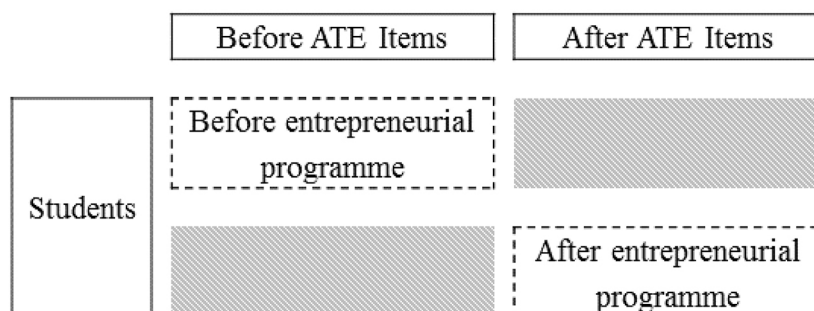 Before ATE Items
After ATE Items
Before entrepreneurial
programme
Students
After entrepreneurial
programme